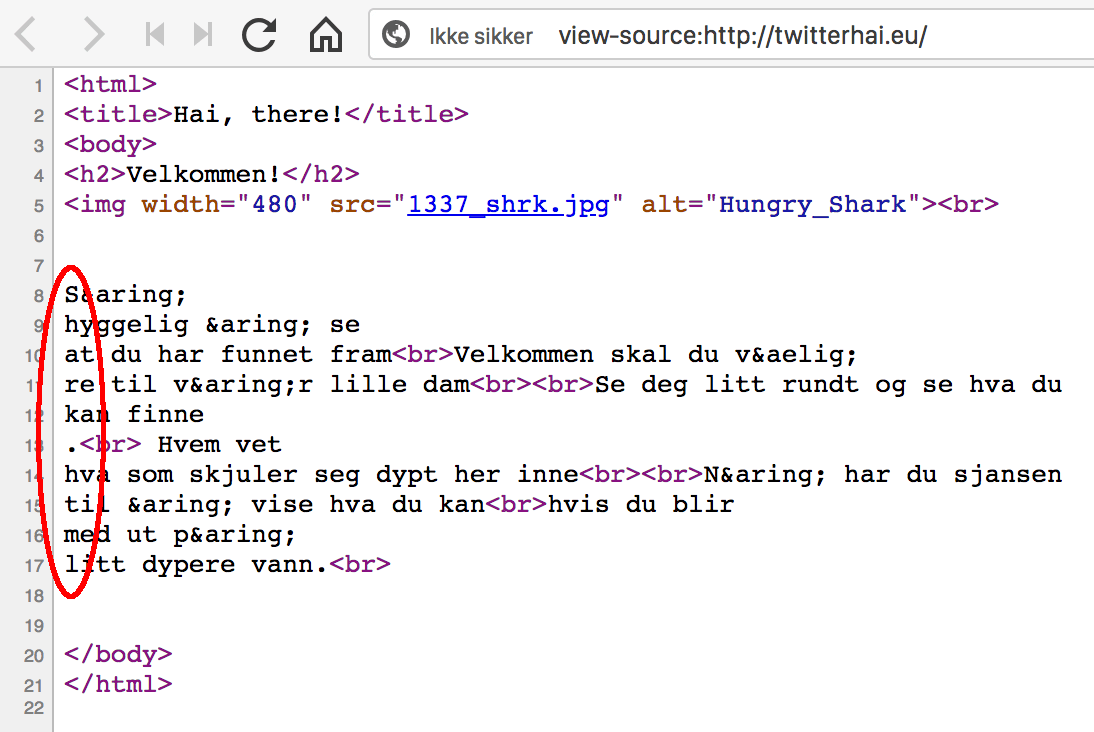 Ikke sikker view-source:http://twitterhai.eu/
1 <html>
2 <title>Hai, there!</title>
3 <body>
4 <h2>Velkommen!</h2>
5 <img width="480" src="1337_shrk.jpg" alt="Hungry_Shark"><br>
6
7
8 S&aring;
9 hyggelig &aring; se
10 at du har funnet fram<br>Velkommen skal du v&aelig;
11 re til v&aring;r lille dam<br><br>Se deg litt rundt og se hva du
12 kan finne
13 .<br> Hvem vet
14 hva som skjuler seg dypt her inne<br><br>N&aring; har du sjansen
15 til &aring; vise hva du kan<br>hvis du blir
16 med ut p&aring;
17 litt dypere vann.<br>
18
19
20 </body>
21 </html>
22